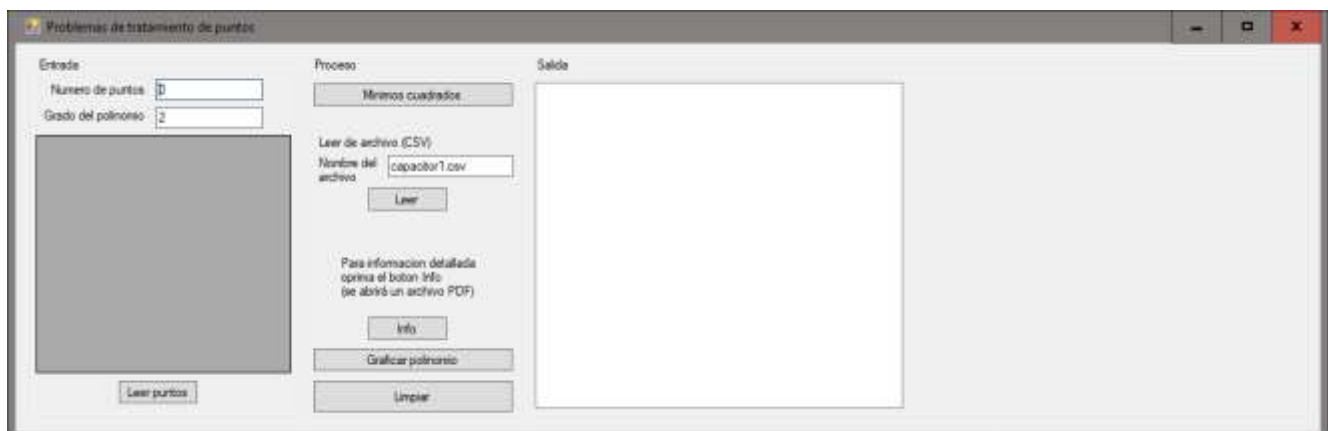 Problemas de tratamiento de puntos
Entrada
Numero de puntos 0
Grado del polinomio 2
Leer puntos
Proceso
Minimos cuadrados
Leer de archivo (CSV)
Nombre del
archivo
capacitor1.csv
Leer
Para informacion detallada
oprima el boton Info
(se abrirá un archivo PDF)
Info
Graficar polinomio
Limpiar
Salida